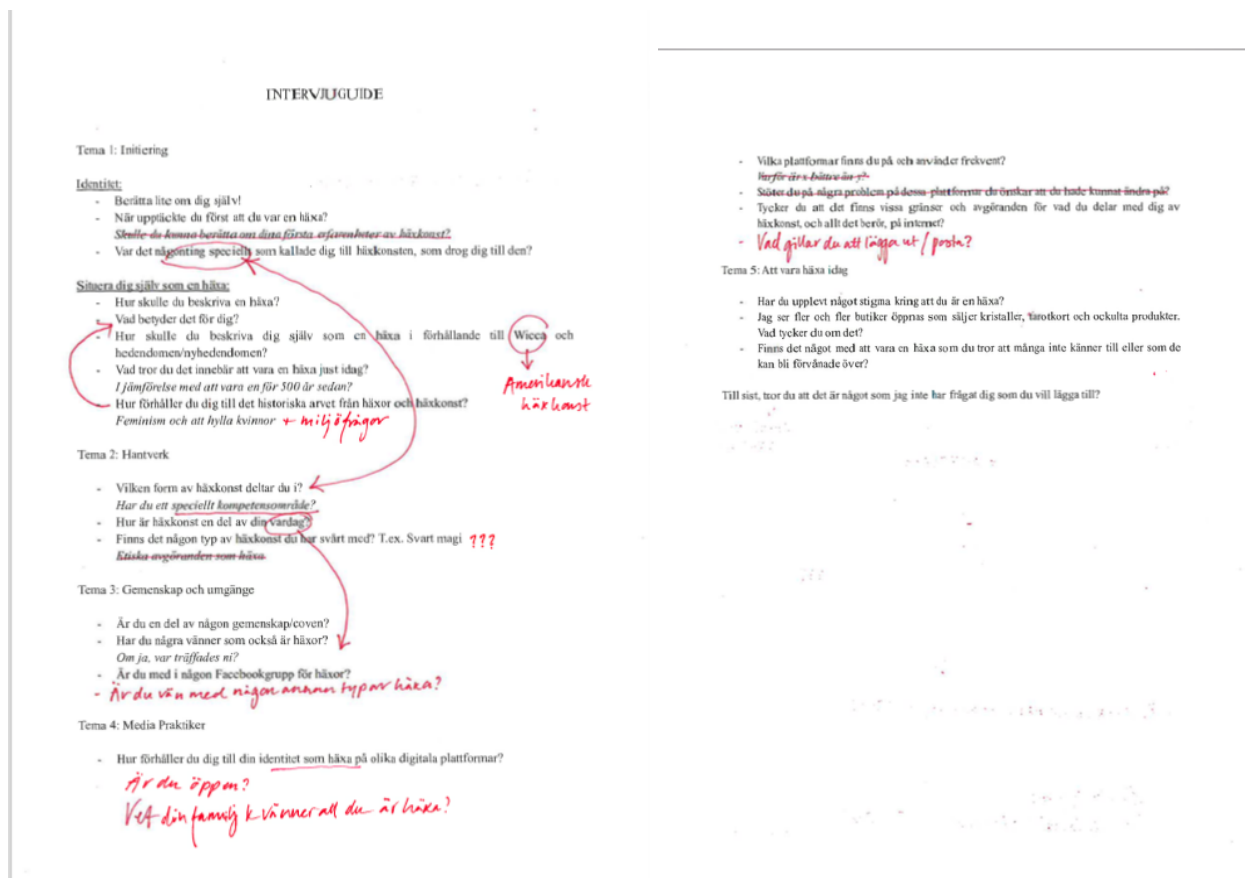 INTERVJUGUIDE
Tema 1: Initiering
Identitet:
- Berätta lite om dig själv!
- När upptäckte du först att du var en häxa?
Skulle du kunna berätta om dina första erfarenheter av häxkonst?
- Var det någonting speciellt som kallade dig till häxkonsten, som drog dig till den?
Situera dig själv som en häxa:
- Hur skulle du beskriva en häxa?
- Vad betyder det för dig?
- Hur skulle du beskriva dig själv som en häxa i förhållande till Wicca och
hedendomen/nyhedendomen?
- Vad tror du det innebär att vara en häxa just idag?
I jämförelse med att vara en för 500 år sedan?
Amerikansk
häxkonst
- Hur förhåller du dig till det historiska arvet från häxor och häxkonst?
Feminism och att hylla kvinnor + miljöfrågor
Tema 2: Hantverk
- Vilken form av häxkonst deltar du i?
Har du ett speciellt kompetensområde?
- Hur är häxkonst en del av din vardag?
- Finns det någon typ av häxkonst du har svårt med? T.ex. Svart magi ???
Etiska avgöranden som häxa
Tema 3: Gemenskap och umgänge
- Är du en del av någon gemenskap/coven?
- Har du några vänner som också är häxor?
Om ja, var träffades ni?
- Är du med i någon Facebookgrupp för häxor?
- Är du vän med någon annan typ av häxa?
Tema 4: Media Praktiker
- Hur förhåller du dig till din identitet som häxa på olika digitala plattformar?
Är du öppen?
Vet din familj & vänner att du är häxa?
- Vilka plattformar finns du på och använder frekvent?
Varför är x bättre än y?
- Stöter du på några problem på dessa plattformar du önskar att du hade kunnat ändra på?
- Tycker du att det finns vissa gränser och avgöranden för vad du delar med dig av
häxkonst, och allt det berör, på internet?
- Vad gillar du att lägga ut / posta?
Tema 5: Att vara häxa idag
- Har du upplevt något stigma kring att du är en häxa?
- Jag ser fler och fler butiker öppnas som säljer kristaller, tarotkort och ockulta produkter.
Vad tycker du om det?
- Finns det något med att vara en häxa som du tror att många inte känner till eller som de
kan bli förvånade över?
Till sist, tror du att det är något som jag inte har frågat dig som du vill lägga till?